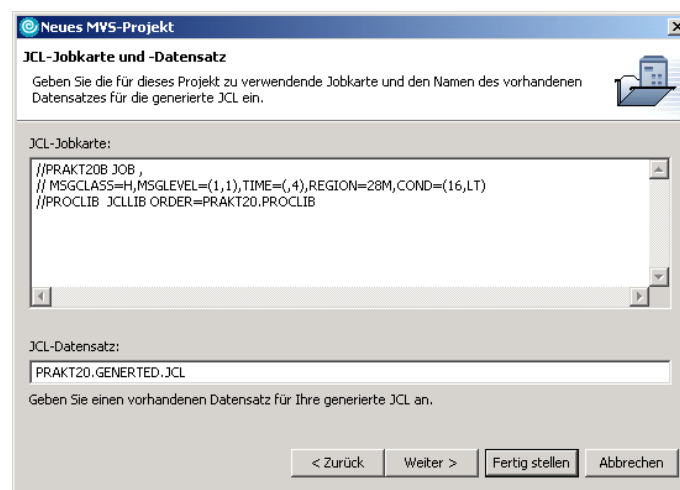 Neues MVS-Projekt
JCL-Jobkarte und -Datensatz
Geben Sie die für dieses Projekt zu verwendende Jobkarte und den Namen des vorhandenen
Datensatzes für die generierte JCL ein.
JCL-Jobkarte:
//PRAKT20B JOB ,
// MSGCLASS=H,MSGLEVEL=(1,1),TIME=(,4),REGION=28M,COND=(16,LT)
//PROCLIB  JCLLIB ORDER=PRAKT20.PROCLIB
JCL-Datensatz:
PRAKT20.GENERTED.JCL
Geben Sie einen vorhandenen Datensatz für Ihre generierte JCL an.
< Zurück Weiter > Fertig stellen Abbrechen